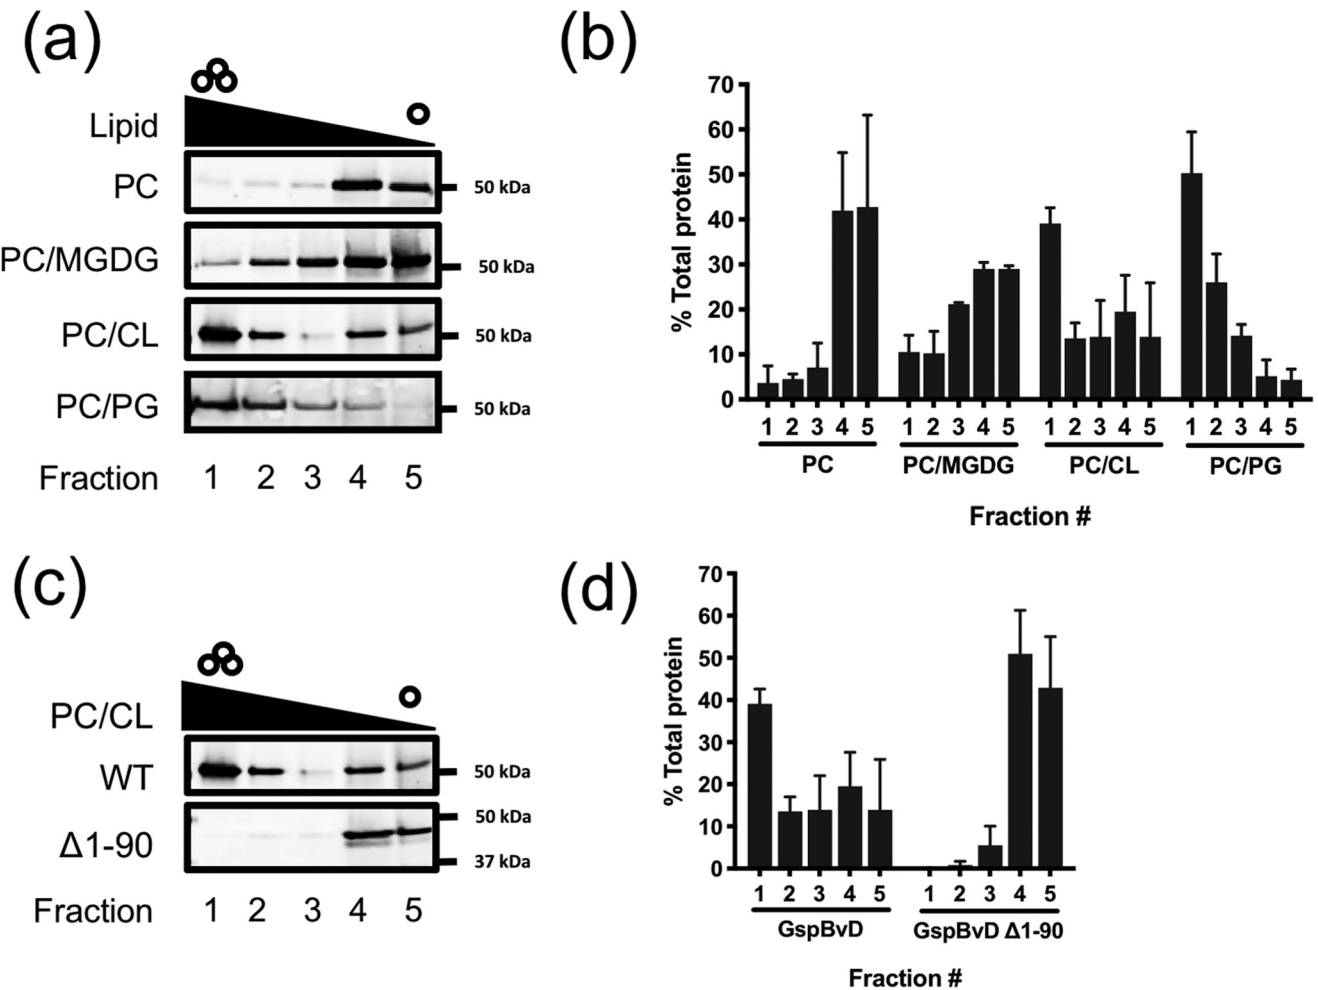 (a)
Lipid
PC
50 kDa
PC/MGDG
50 kDa
PC/CL
50 kDa
PC/PG
50 kDa
Fraction 1 2 3 4 5
(b)
% Total protein
70
60
50
40
30
20
10
0
1 2 3 4 5 1 2 3 4 5 1 2 3 4 5 1 2 3 4 5
PC PC/MGDG PC/CL PC/PG
Fraction #
(c)
PC/CL
WT
50 kDa
50 kDa
Δ1-90
37 kDa
Fraction 1 2 3 4 5
(d)
% Total protein
70
60
50
40
30
20
10
0
1 2 3 4 5 1 2 3 4 5
GspBvD GspBvD Δ1-90
Fraction #